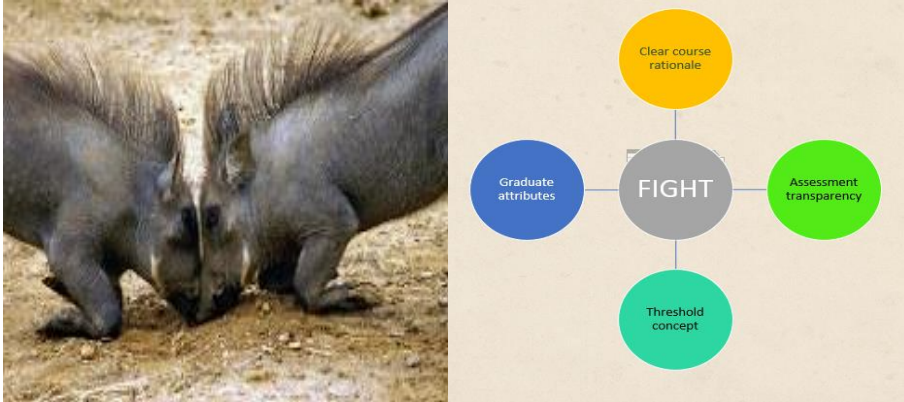 Clear course
rationale
Graduate
attributes
FIGHT
Assessment
transparency
Threshold
concept